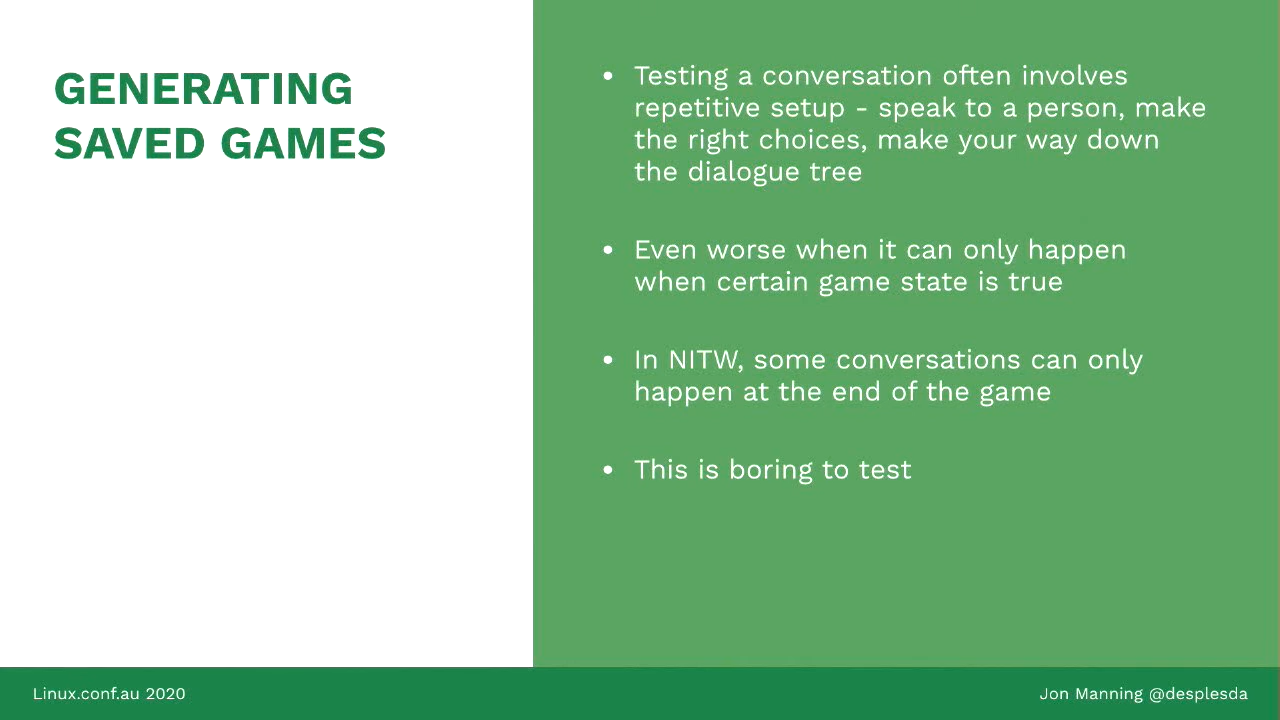 GENERATING
SAVED GAMES
• Testing a conversation often involves
repetitive setup - speak to a person, make
the right choices, make your way down
the dialogue tree
• Even worse when it can only happen
when certain game state is true
• In NITW, some conversations can only
happen at the end of the game
• This is boring to test
Linux.conf.au 2020
Jon Manning @desplesda